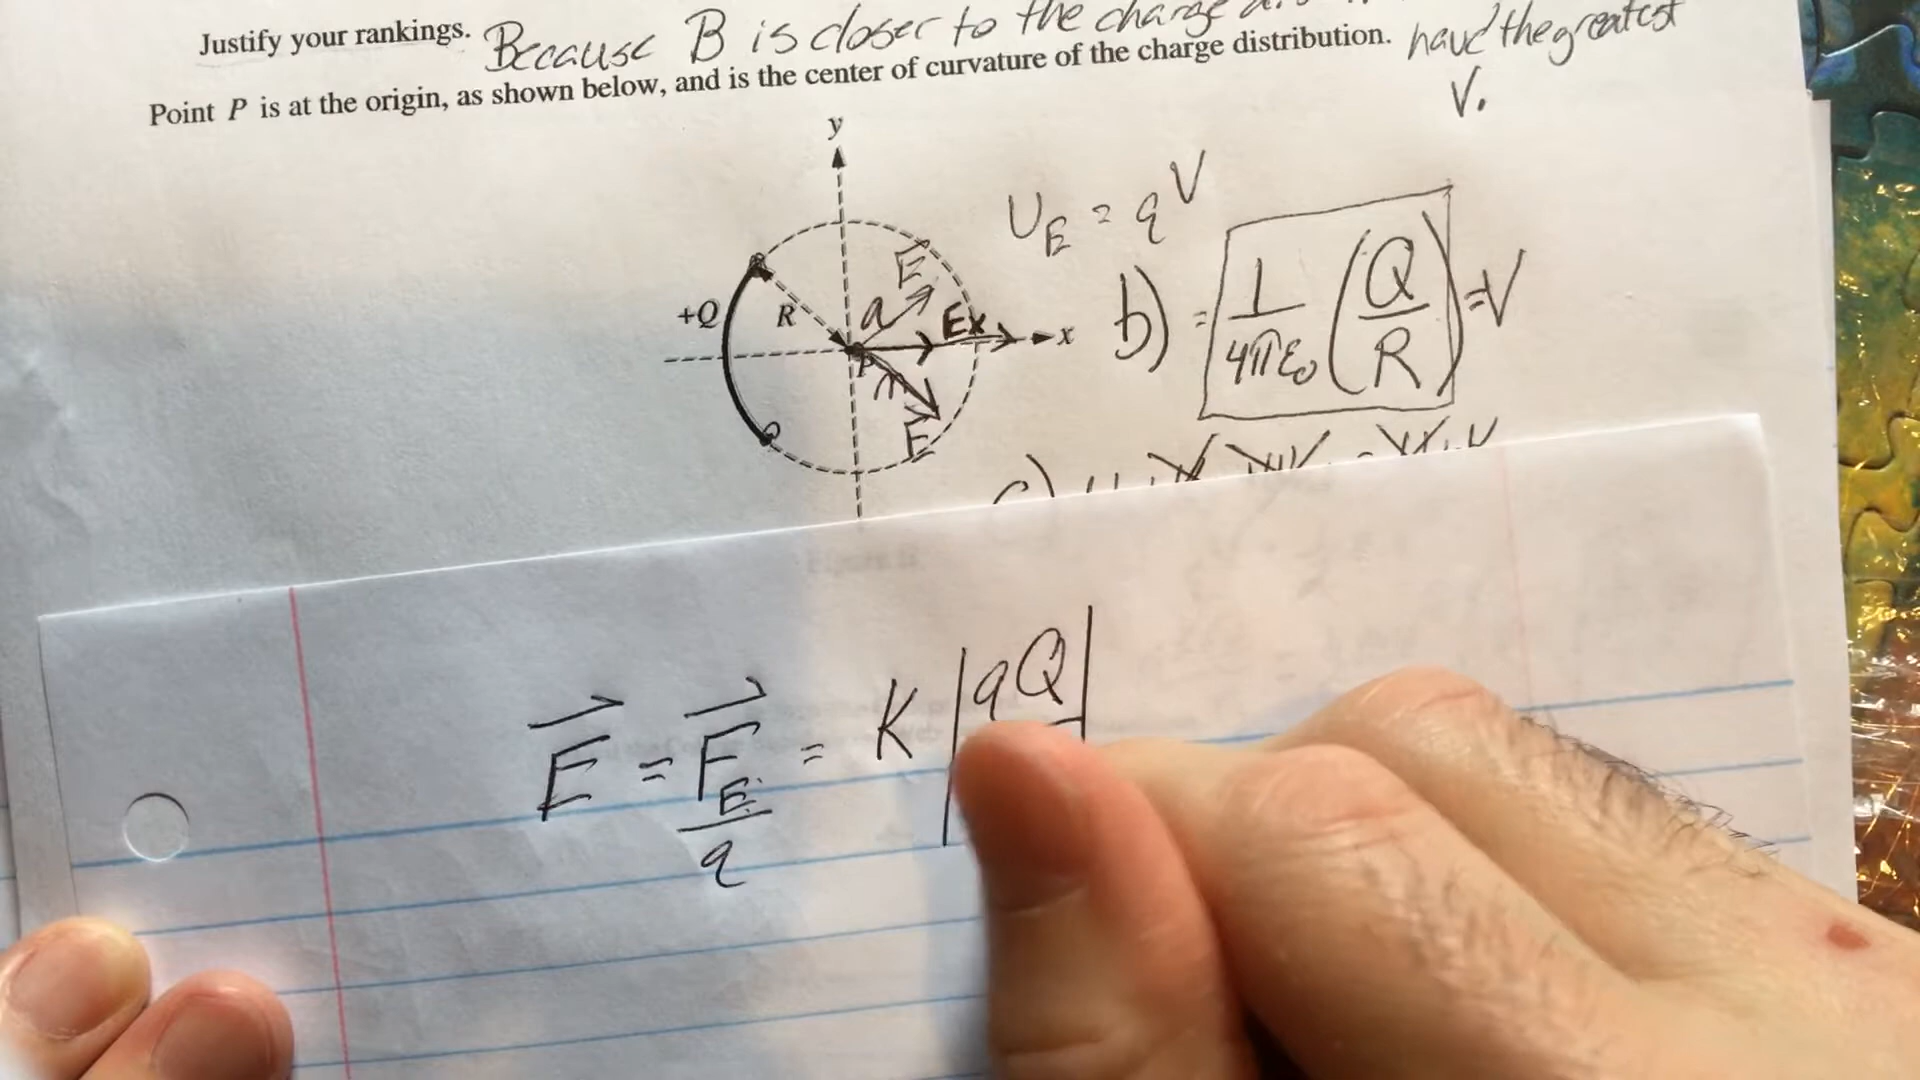 Justify your rankings. Because B is closer to the charge
have the greatest
V.
Point P is at the origin, as shown below, and is the center of curvature of the charge distribution.
y
U_E = qV
+Q
R
a
E
Ex
x
P
E
b) = 1/4πε₀ (Q/R) = V
c)
E = F_E/q = K |qQ|